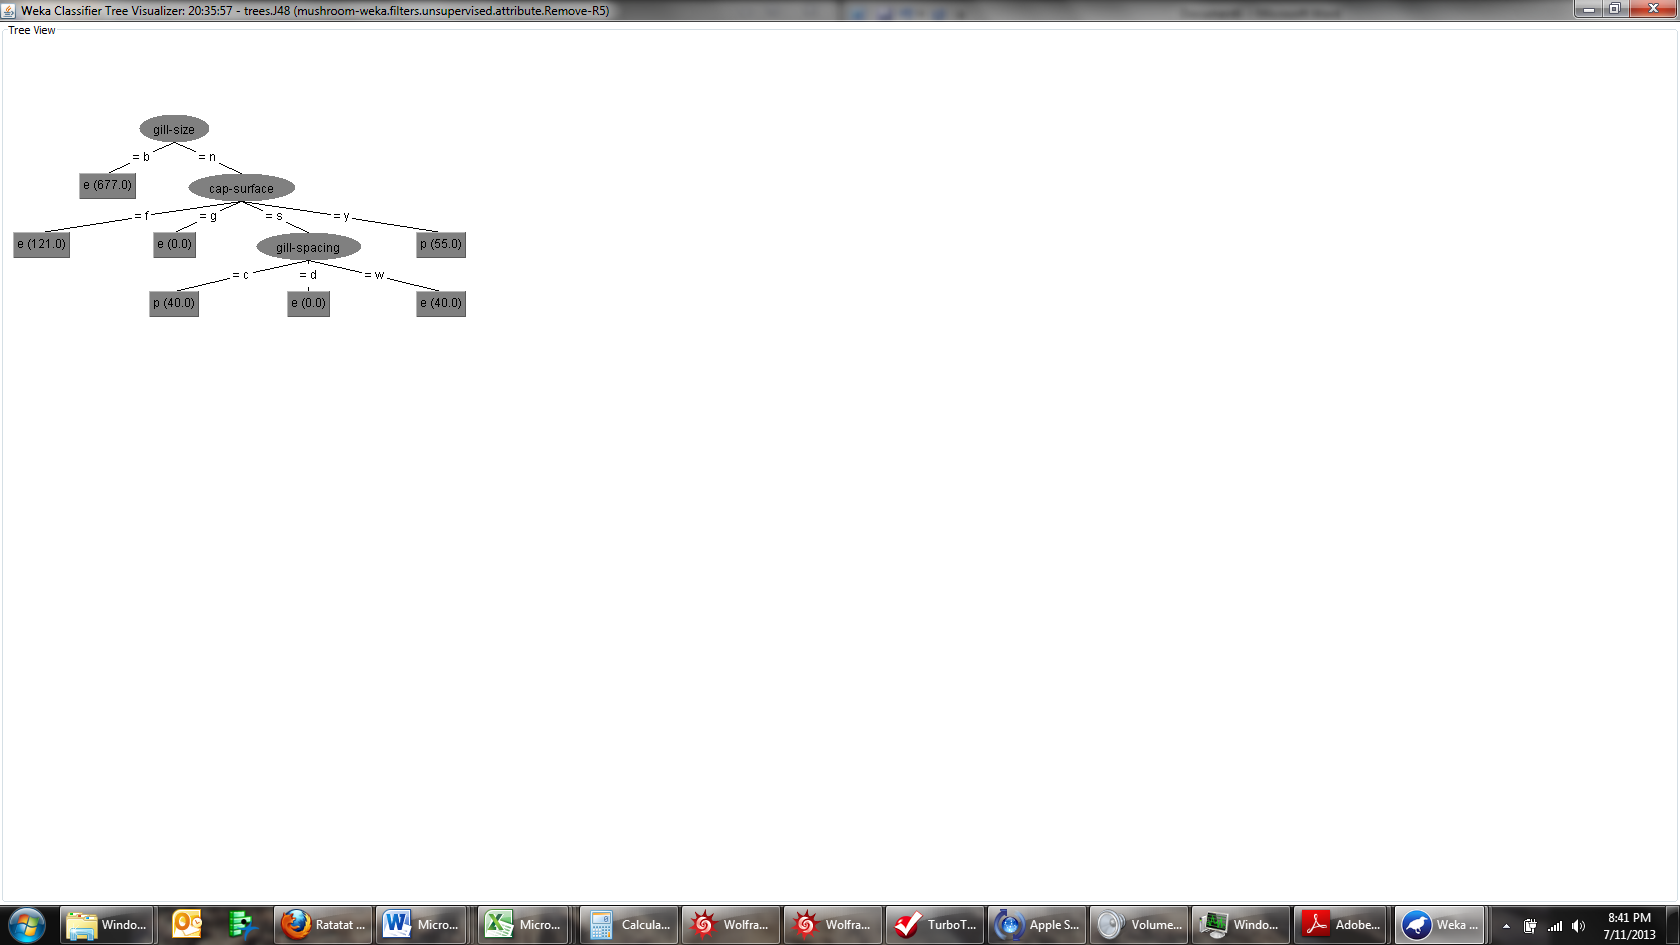 Weka Classifier Tree Visualizer: 20:35:57 - trees.J48 (mushroom-weka.filters.unsupervised.attribute.Remove-R5)
Tree View
gill-size
= b
= n
e (677.0)
cap-surface
= f
= g
= s
= y
e (121.0)
e (0.0)
gill-spacing
p (55.0)
= c
= d
= w
p (40.0)
e (0.0)
e (40.0)
Windo...
Ratatat ...
Micro...
Micro...
Calcula...
Wolfra...
Wolfra...
TurboT...
Apple S...
Volume...
Windo...
Adobe...
Weka ...
8:41 PM
7/11/2013